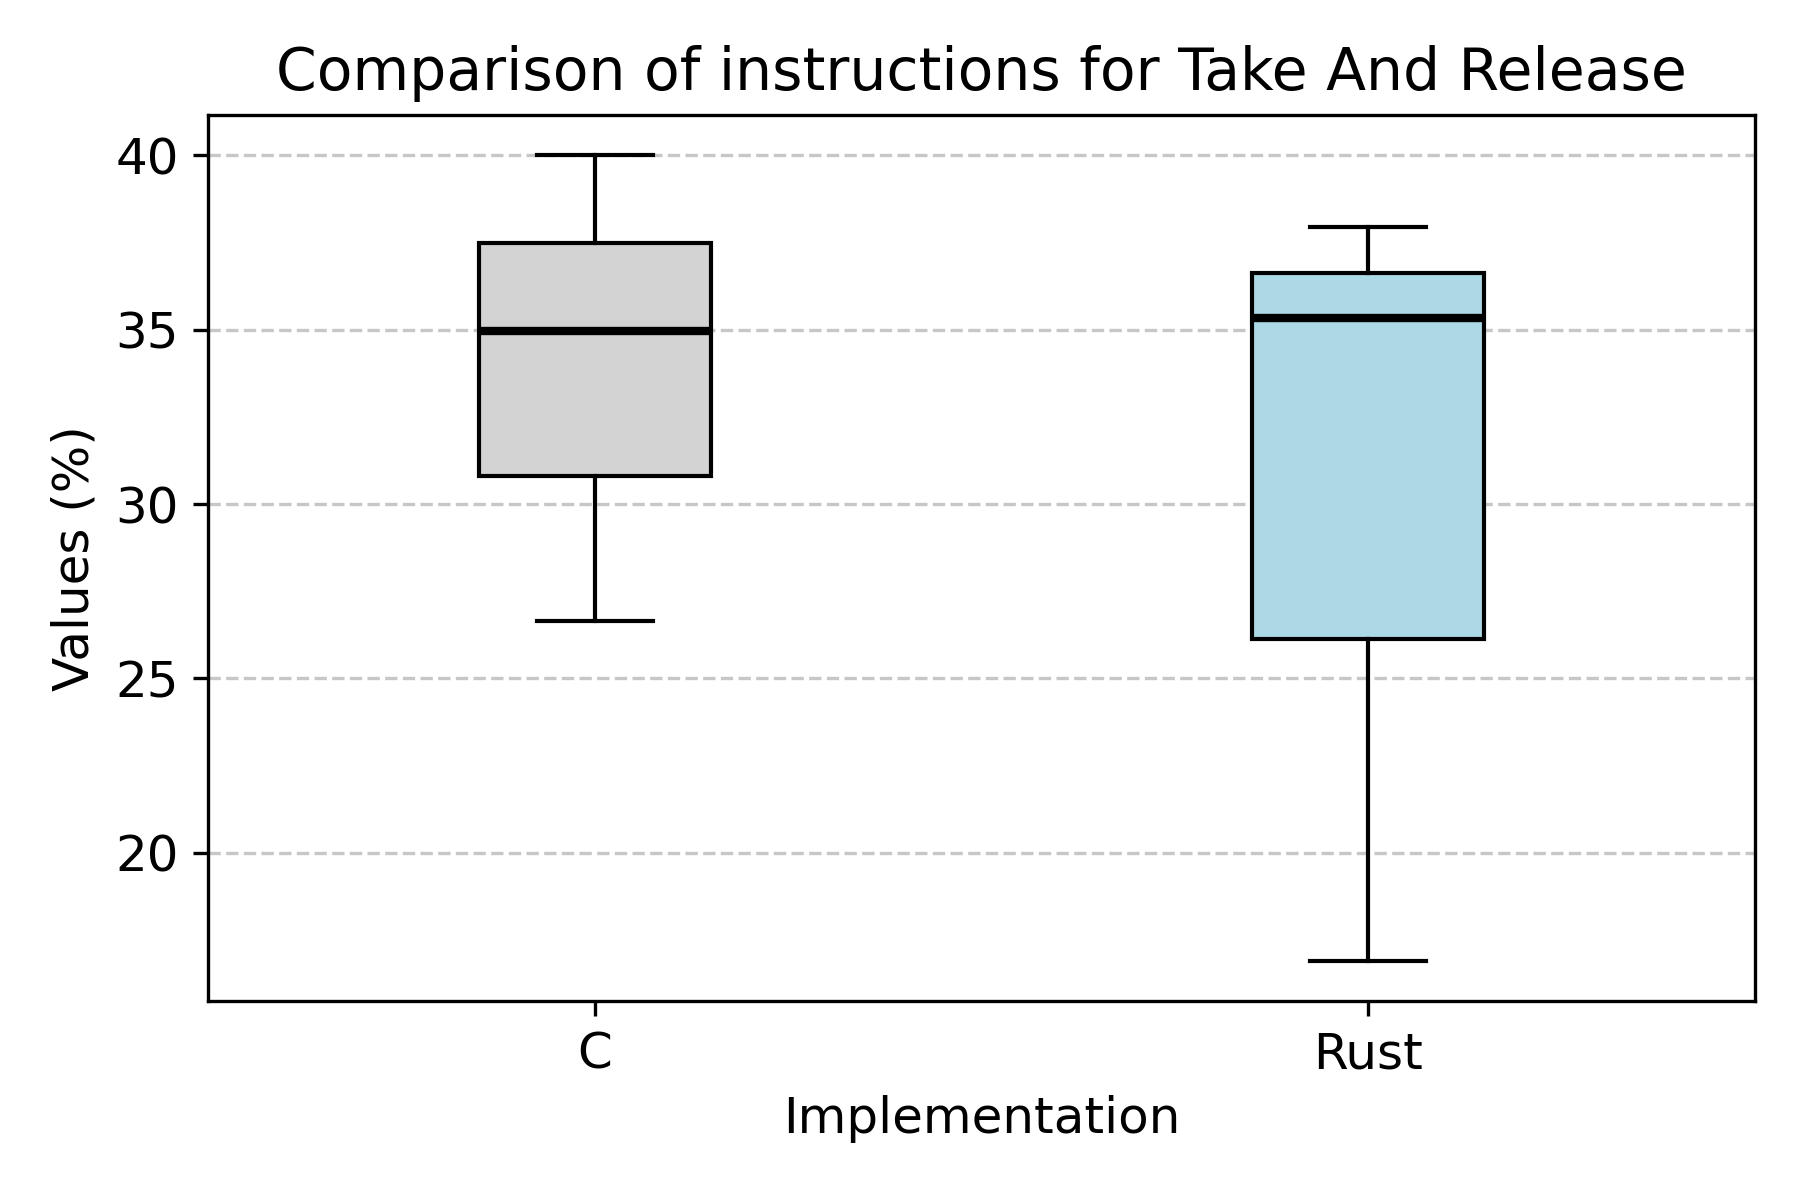 Comparison of instructions for Take And Release
40
35
30
25
20
Values (%)
C
Rust
Implementation